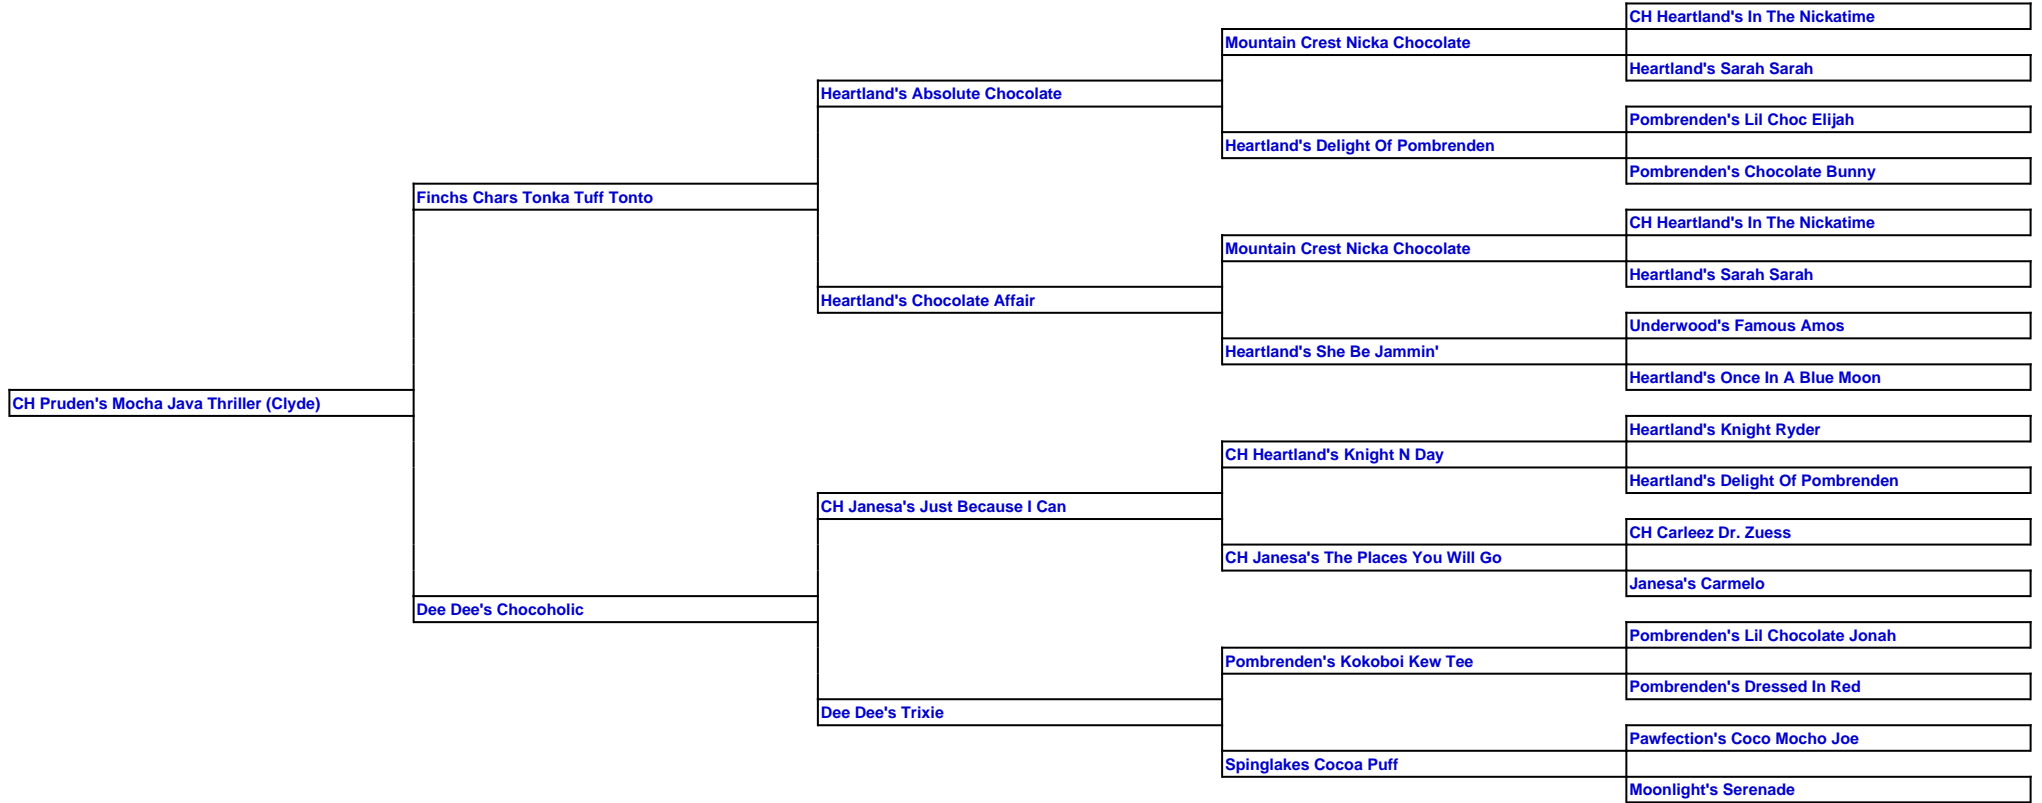 CH Heartland's In The Nickatime
Mountain Crest Nicka Chocolate
Heartland's Sarah Sarah
Heartland's Absolute Chocolate
Pombrenden's Lil Choc Elijah
Heartland's Delight Of Pombrenden
Pombrenden's Chocolate Bunny
Finchs Chars Tonka Tuff Tonto
CH Heartland's In The Nickatime
Mountain Crest Nicka Chocolate
Heartland's Sarah Sarah
Heartland's Chocolate Affair
Underwood's Famous Amos
Heartland's She Be Jammin'
Heartland's Once In A Blue Moon
CH Pruden's Mocha Java Thriller (Clyde)
Heartland's Knight Ryder
CH Heartland's Knight N Day
Heartland's Delight Of Pombrenden
CH Janesa's Just Because I Can
CH Carleez Dr. Zuess
CH Janesa's The Places You Will Go
Janesa's Carmelo
Dee Dee's Chocoholic
Pombrenden's Lil Chocolate Jonah
Pombrenden's Kokoboi Kew Tee
Pombrenden's Dressed In Red
Dee Dee's Trixie
Pawfection's Coco Mocho Joe
Spinglakes Cocoa Puff
Moonlight's Serenade